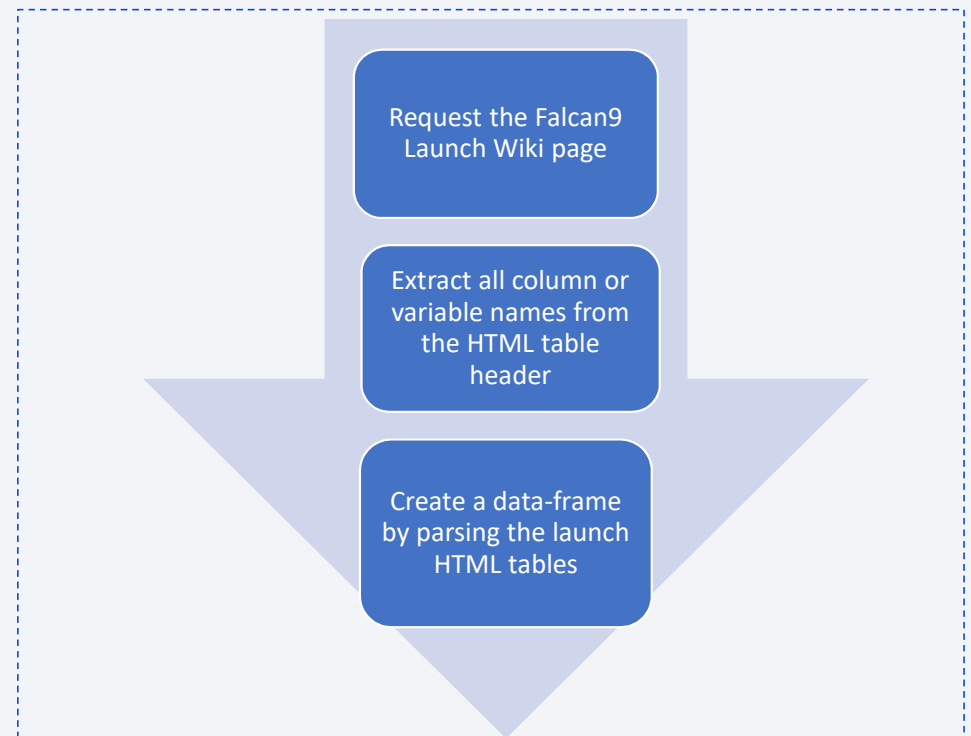 Request the Falcan9
Launch Wiki page
Extract all column or
variable names from
the HTML table
header
Create a data-frame
by parsing the launch
HTML tables